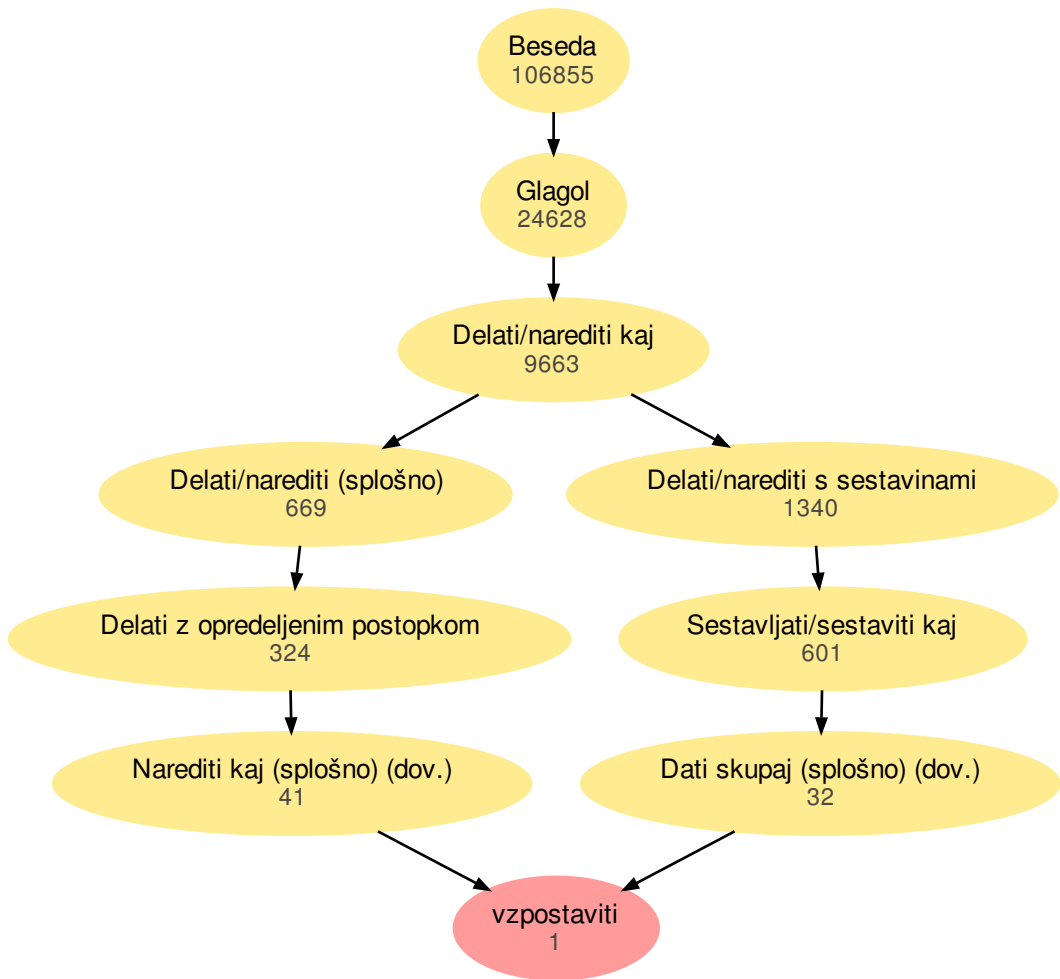 Beseda
106855
Glagol
24628
Delati/narediti kaj
9663
Delati/narediti (splošno)
669
Delati/narediti s sestavinami
1340
Delati z opredeljenim postopkom
324
Sestavljati/sestaviti kaj
601
Narediti kaj (splošno) (dov.)
41
Dati skupaj (splošno) (dov.)
32
vzpostaviti
1